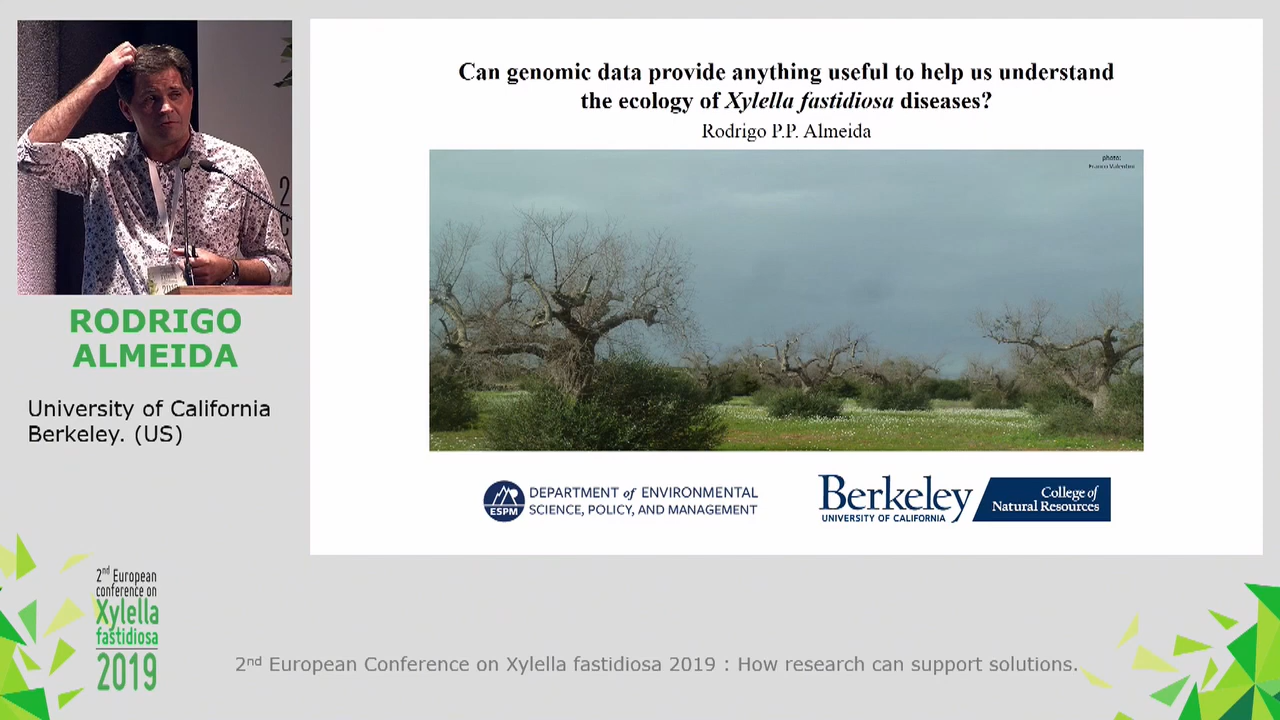 Can genomic data provide anything useful to help us understand
the ecology of Xylella fastidiosa diseases?
Rodrigo P.P. Almeida
photo:
Franco Valentini
RODRIGO
ALMEIDA
University of California
Berkeley. (US)
ESPM
DEPARTMENT of ENVIRONMENTAL
SCIENCE, POLICY, AND MANAGEMENT
Berkeley
UNIVERSITY OF CALIFORNIA
College of
Natural Resources
2nd European
conference on
Xylella
fastidiosa
2019
2nd European Conference on Xylella fastidiosa 2019 : How research can support solutions.